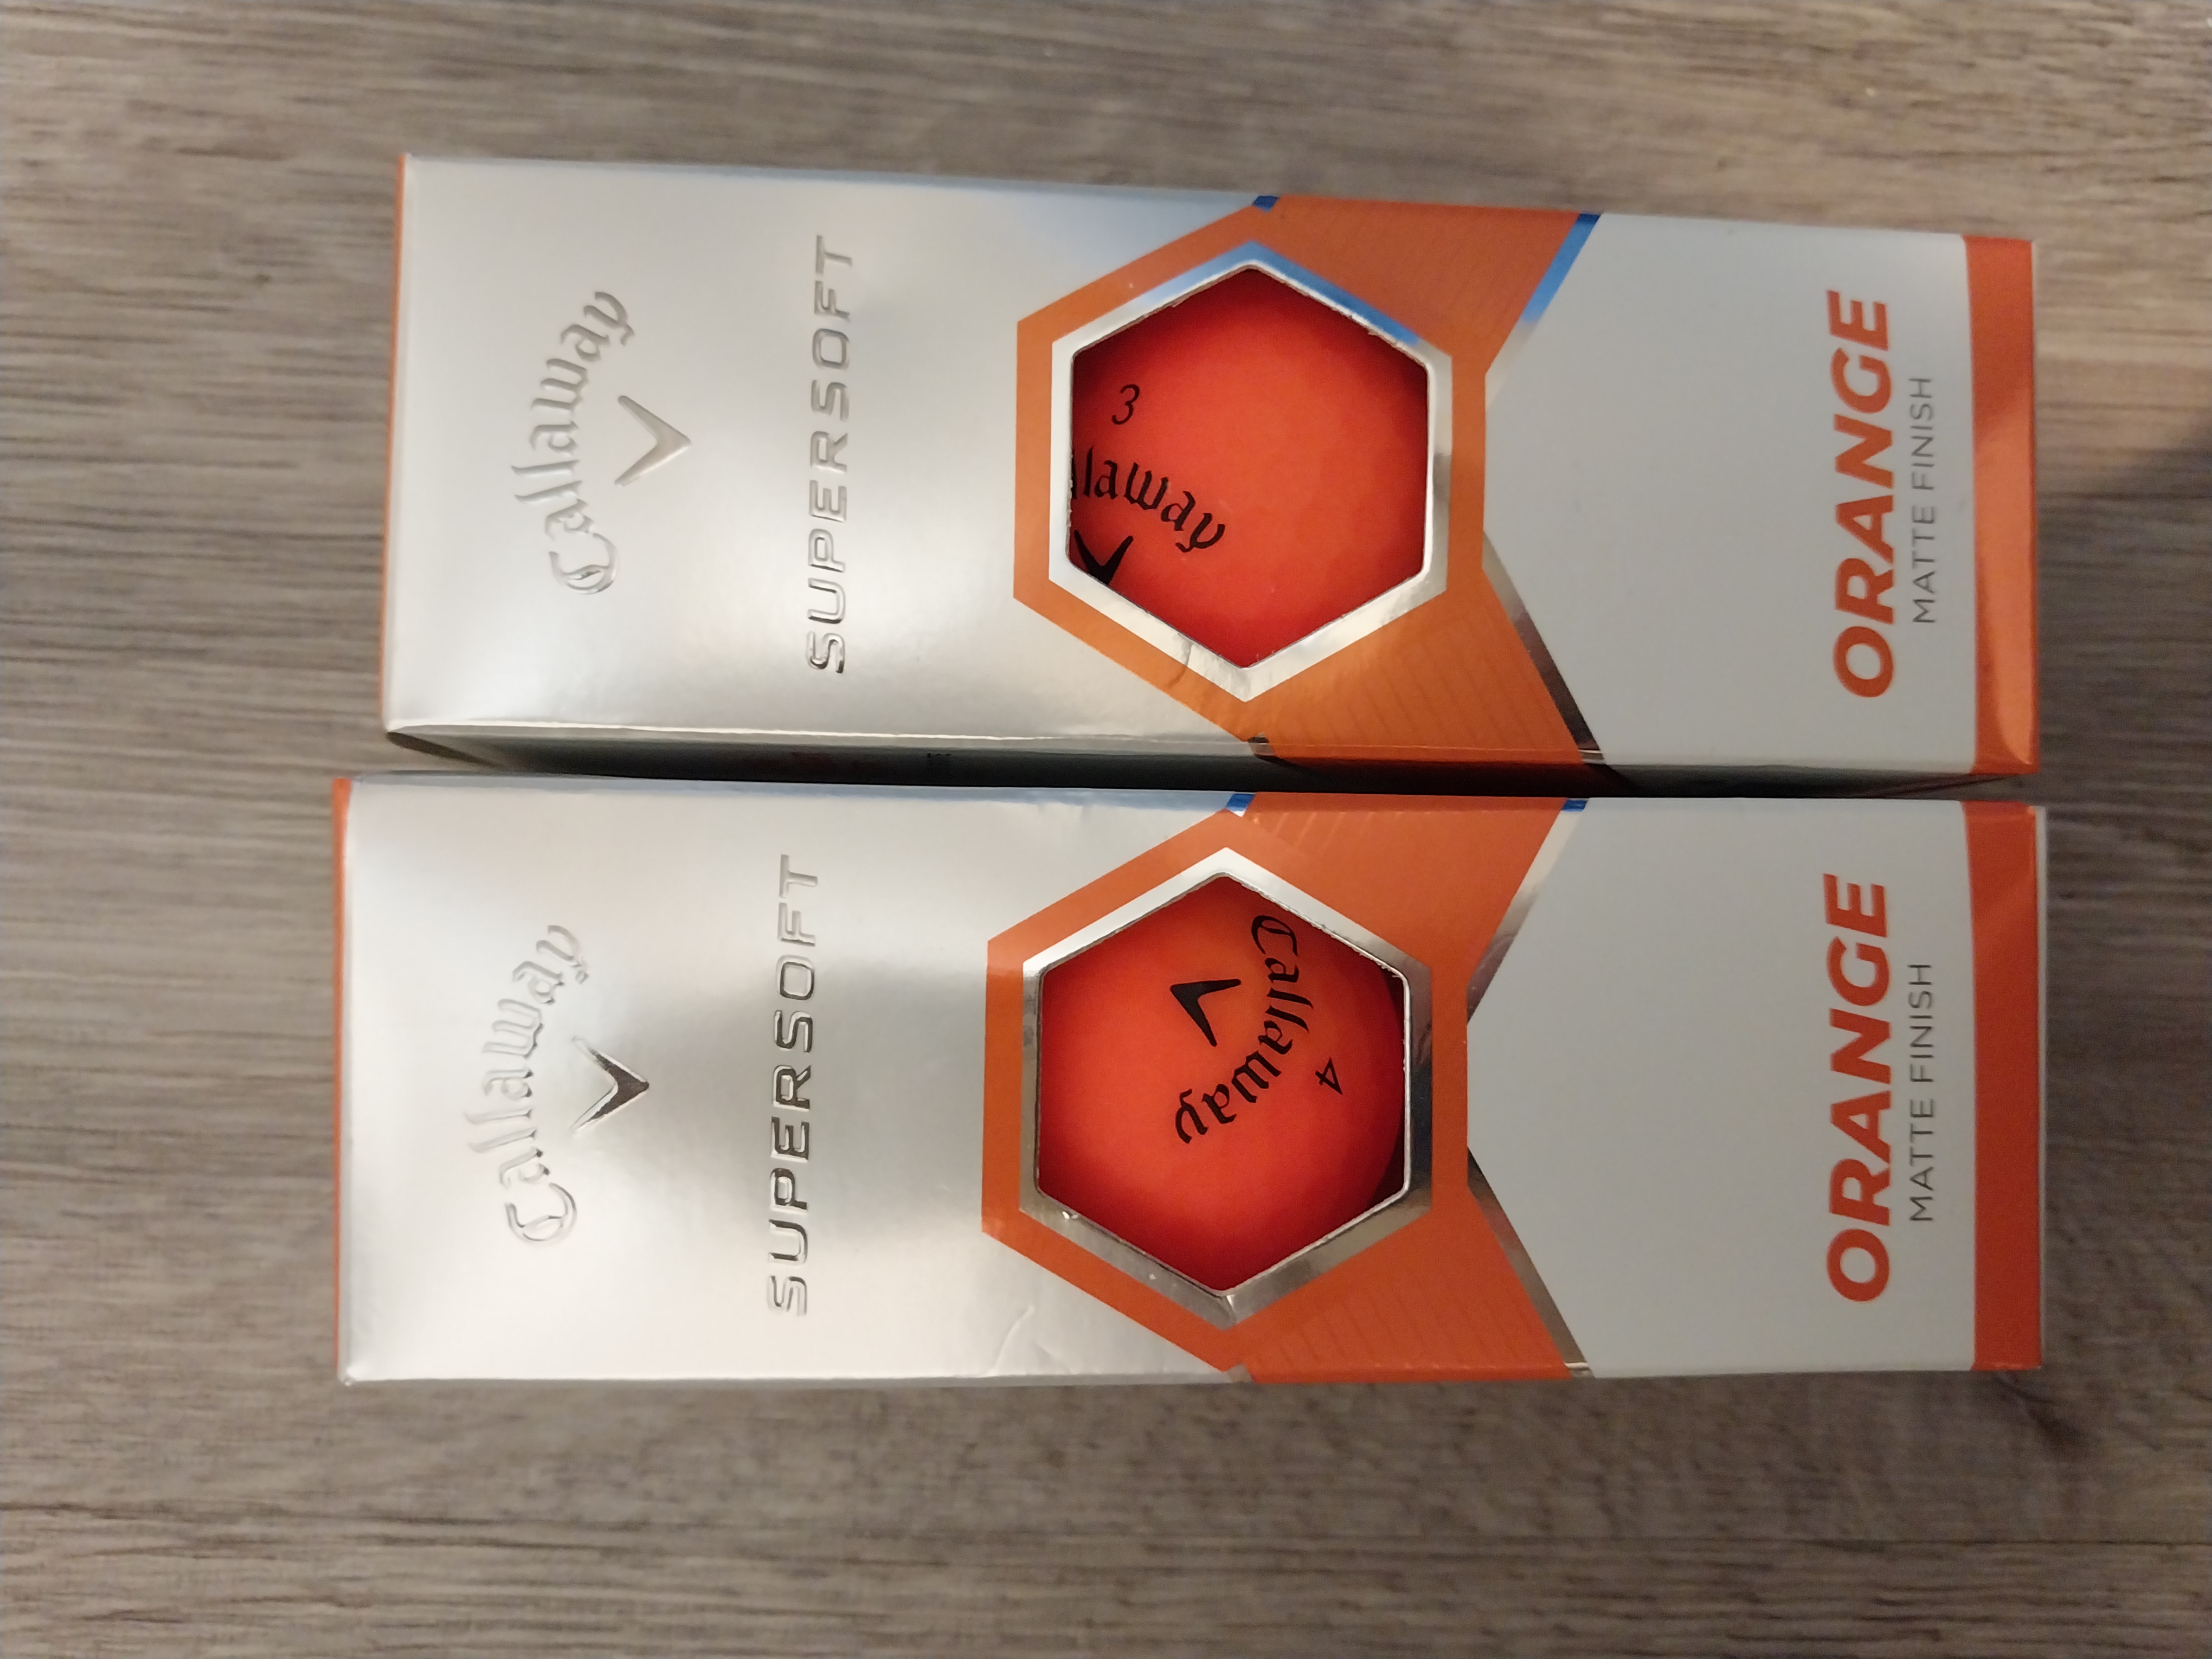 Callaway
SUPERSOFT
3
llaway
ORANGE
MATTE FINISH
Callaway
SUPERSOFT
Callaway
4
ORANGE
MATTE FINISH